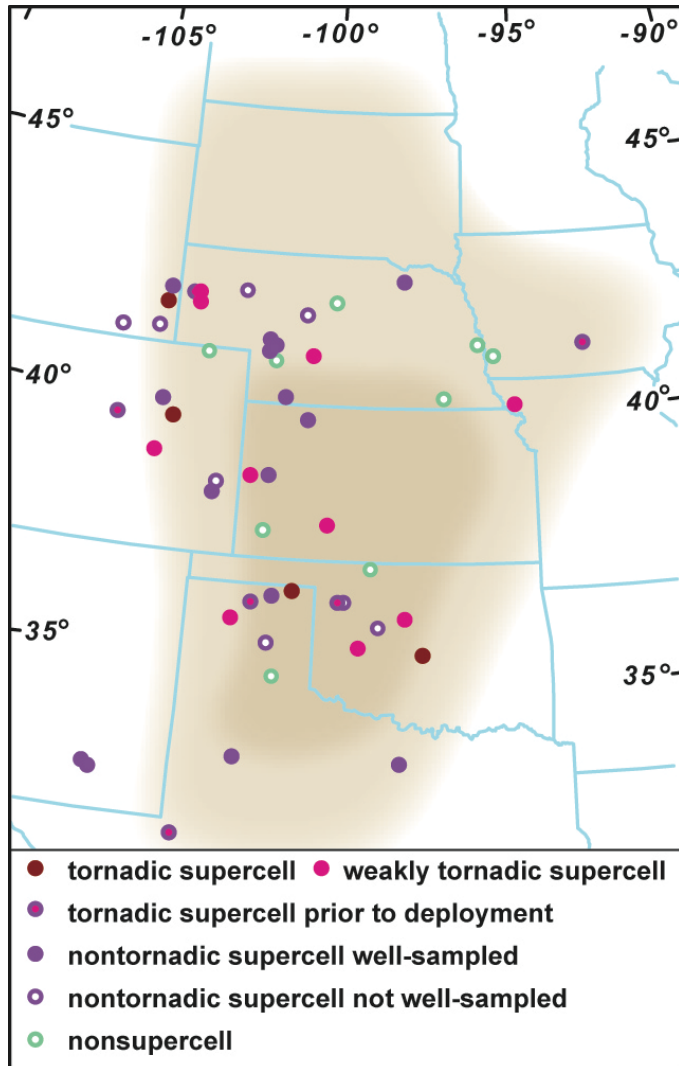 -105° -100° -95° -90°
45° 45°
40° 40°
35° 35°
tornadic supercell weakly tornadic supercell
tornadic supercell prior to deployment
nontornadic supercell well-sampled
nontornadic supercell not well-sampled
nonsupercell